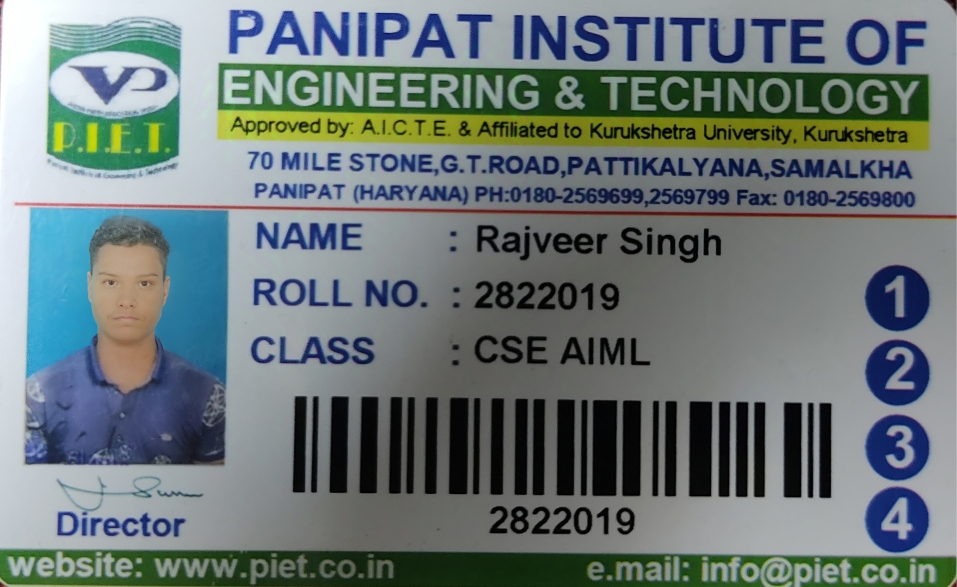 PANIPAT INSTITUTE OF
ENGINEERING & TECHNOLOGY
Approved by: A.I.C.T.E. & Affiliated to Kurukshetra University, Kurukshetra
70 MILE STONE,G.T.ROAD,PATTIKALYANA,SAMALKHA
PANIPAT (HARYANA) PH:0180-2569699,2569799 Fax: 0180-2569800
VP
P.I.E.T.
NAME : Rajveer Singh
ROLL NO. : 2822019
CLASS : CSE AIML
1
2
3
4
2822019
Director
website: www.piet.co.in
e.mail: info@piet.co.in